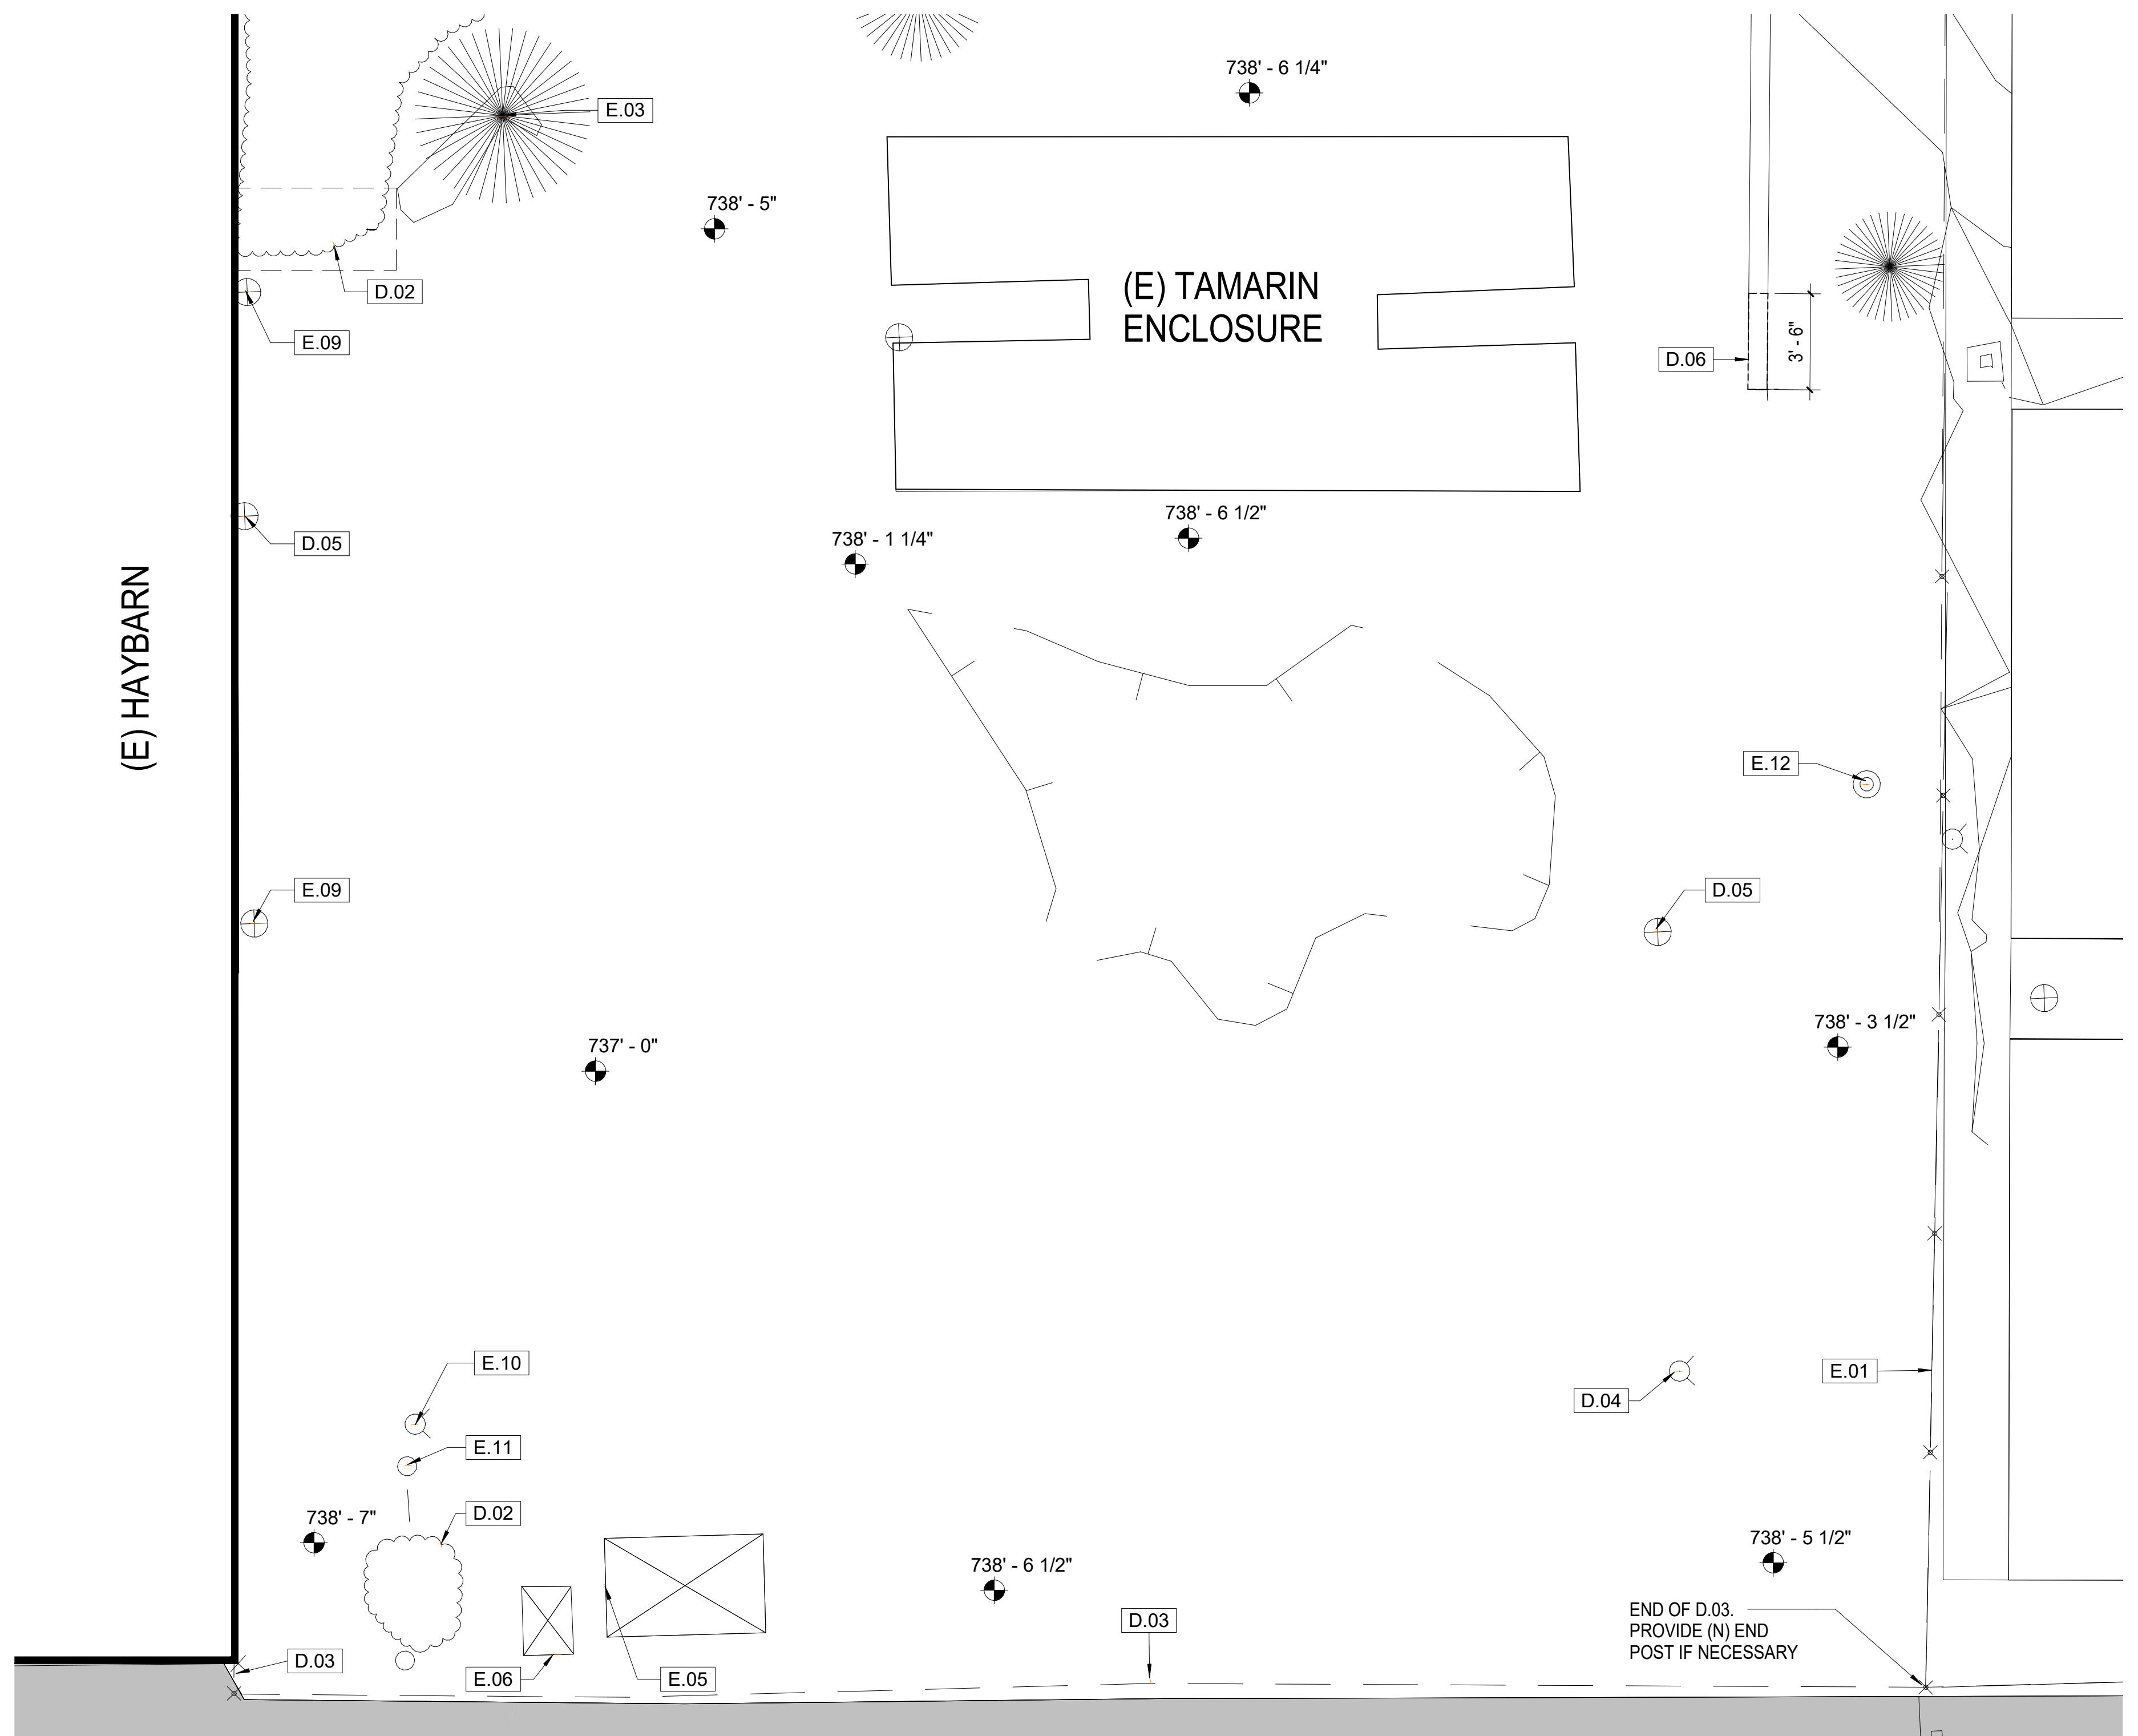 738' - 6 1/4"
E.03
738' - 5"
D.02
(E) TAMARIN
ENCLOSURE
E.09
3' - 6"
D.06
738' - 6 1/2"
738' - 1 1/4"
D.05
(E) HAYBARN
E.12
E.09
D.05
738' - 3 1/2"
737' - 0"
E.10
E.01
D.04
E.11
D.02
738' - 7"
738' - 5 1/2"
738' - 6 1/2"
END OF D.03.
PROVIDE (N) END
POST IF NECESSARY
D.03
D.03
E.06
E.05